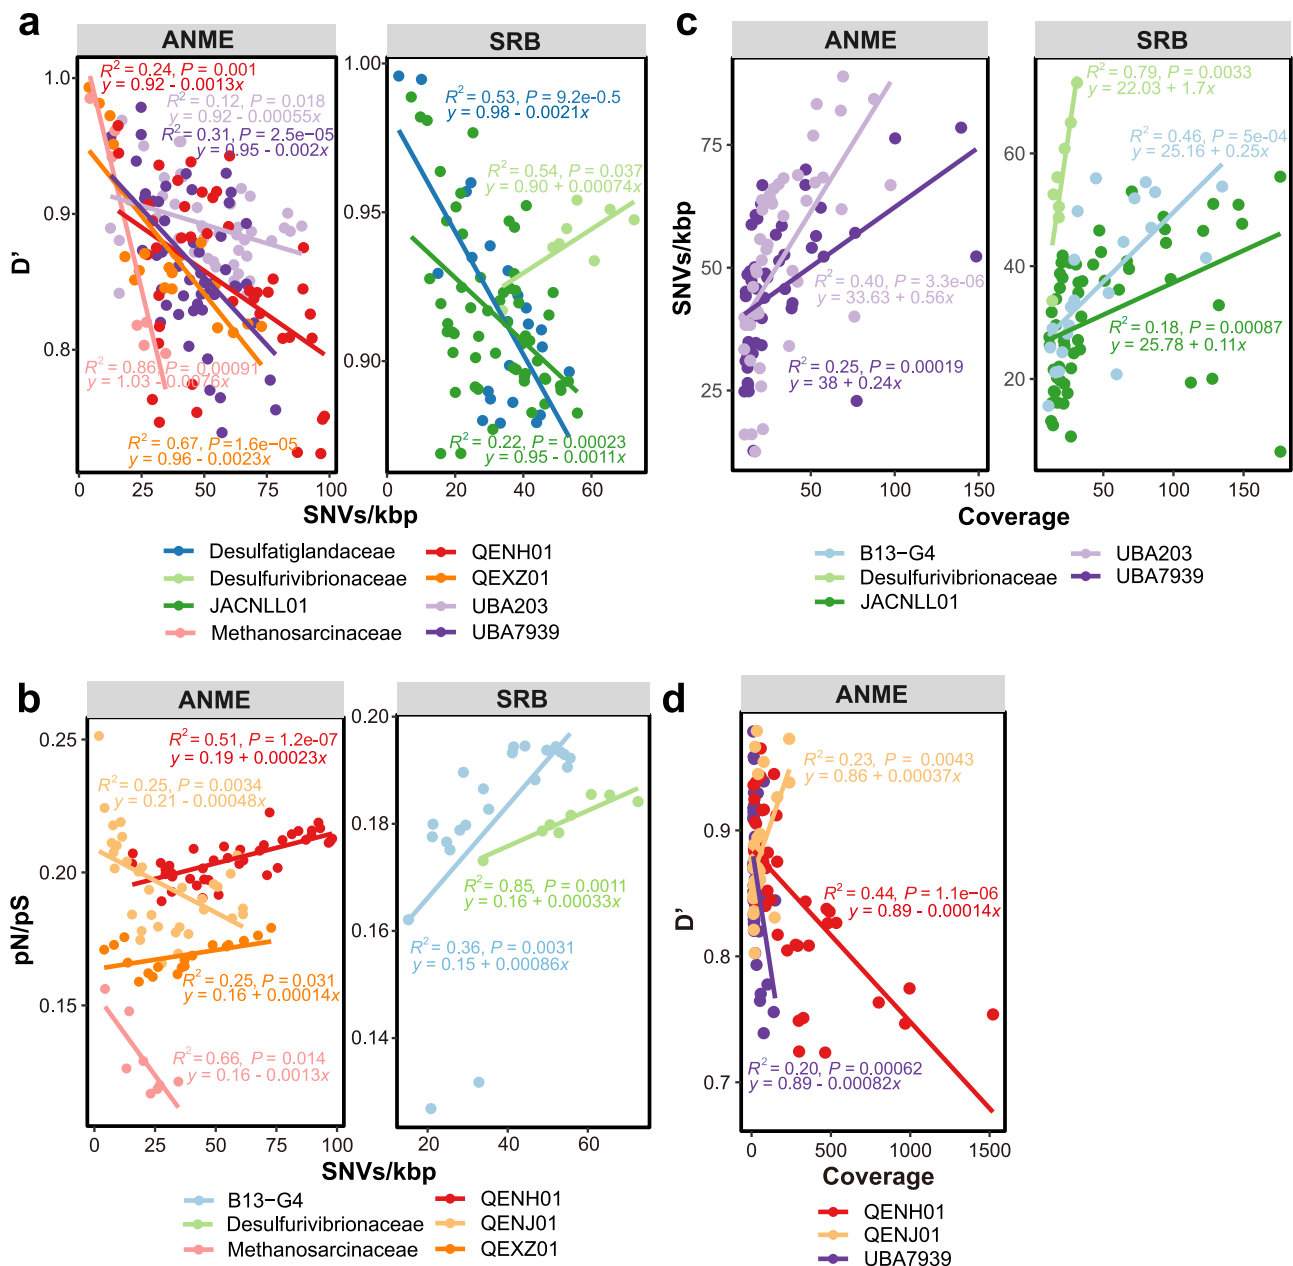 a
ANME
SRB
R² = 0.24, P = 0.001
y = 0.92 - 0.0013x
R² = 0.12, P = 0.018
y = 0.92 - 0.00055x
R² = 0.31, P = 2.5e−05
y = 0.95 - 0.002x
R² = 0.86, P = 0.00091
y = 1.03 - 0.0076x
R² = 0.67, P = 1.6e−05
y = 0.96 - 0.0023x
1.0
0.9
0.8
D'
0 25 50 75 100
R² = 0.53, P = 9.2e-0.5
y = 0.98 - 0.0021x
R² = 0.54, P = 0.037
y = 0.90 + 0.00074x
R² = 0.22, P = 0.00023
y = 0.95 - 0.0011x
1.00
0.95
0.90
0 20 40 60
SNVs/kbp
Desulfatiglandaceae
Desulfurivibrionaceae
JACNLL01
Methanosarcinaceae
QENH01
QEXZ01
UBA203
UBA7939
c
ANME
SRB
75
50
25
SNVs/kbp
R² = 0.40, P = 3.3e-06
y = 33.63 + 0.56x
R² = 0.25, P = 0.00019
y = 38 + 0.24x
50 100 150
R² = 0.79, P = 0.0033
y = 22.03 + 1.7x
R² = 0.46, P = 5e-04
y = 25.16 + 0.25x
R² = 0.18, P = 0.00087
y = 25.78 + 0.11x
60
40
20
50 100 150
Coverage
B13−G4
Desulfurivibrionaceae
JACNLL01
UBA203
UBA7939
b
ANME
SRB
R² = 0.51, P = 1.2e-07
y = 0.19 + 0.00023x
R² = 0.25, P = 0.0034
y = 0.21 - 0.00048x
R² = 0.25, P = 0.031
y = 0.16 + 0.00014x
R² = 0.66, P = 0.014
y = 0.16 - 0.0013x
0.25
0.20
0.15
pN/pS
0 25 50 75 100
0.20
0.18
0.16
0.14
R² = 0.85, P = 0.0011
y = 0.16 + 0.00033x
R² = 0.36, P = 0.0031
y = 0.15 + 0.00086x
20 40 60
SNVs/kbp
B13−G4
Desulfurivibrionaceae
Methanosarcinaceae
QENH01
QENJ01
QEXZ01
d
ANME
R² = 0.23, P = 0.0043
y = 0.86 + 0.00037x
R² = 0.44, P = 1.1e-06
y = 0.89 - 0.00014x
R² = 0.20, P = 0.00062
y = 0.89 - 0.00082x
0.9
0.8
0.7
D'
0 500 1000 1500
Coverage
QENH01
QENJ01
UBA7939